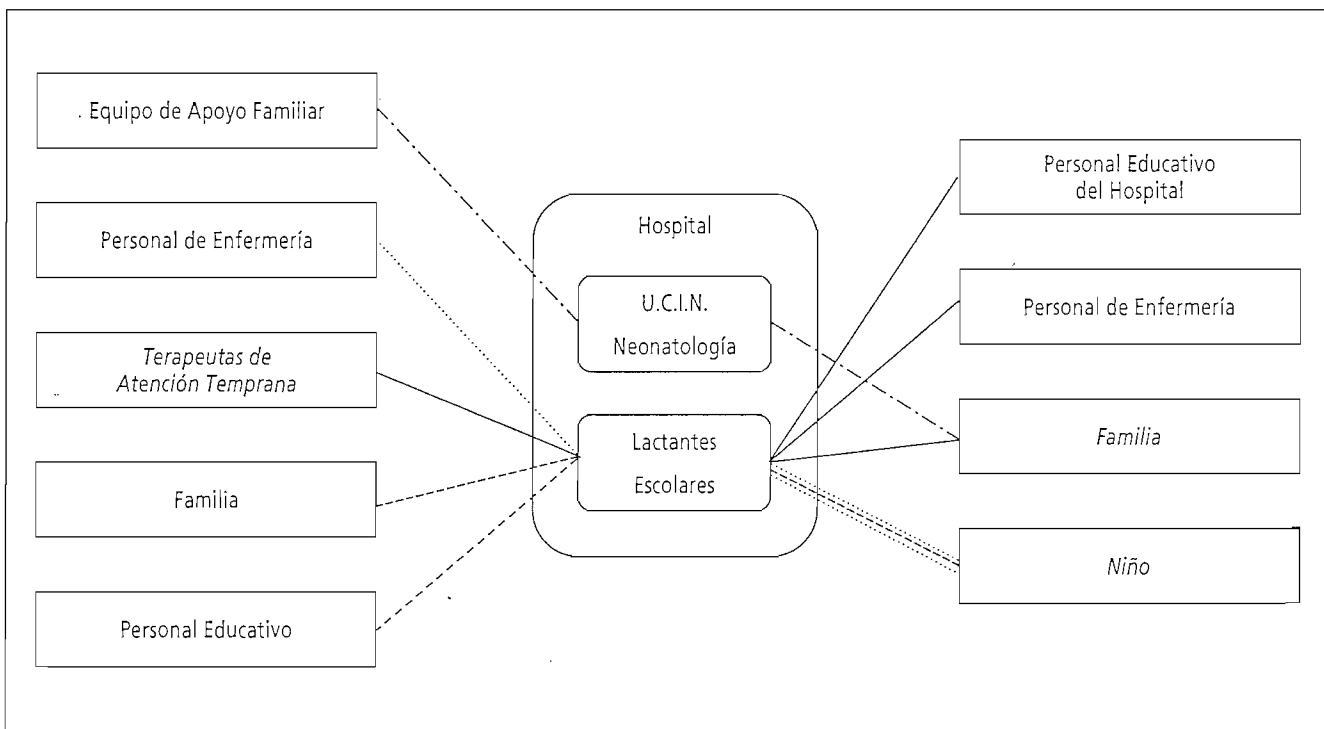 Equipo de Apoyo Familiar
Personal de Enfermería
Terapeutas de
Atención Temprana
Familia
Personal Educativo
Hospital
U.C.I.N.
Neonatología
Lactantes
Escolares
Personal Educativo
del Hospital
Personal de Enfermería
Familia
Niño